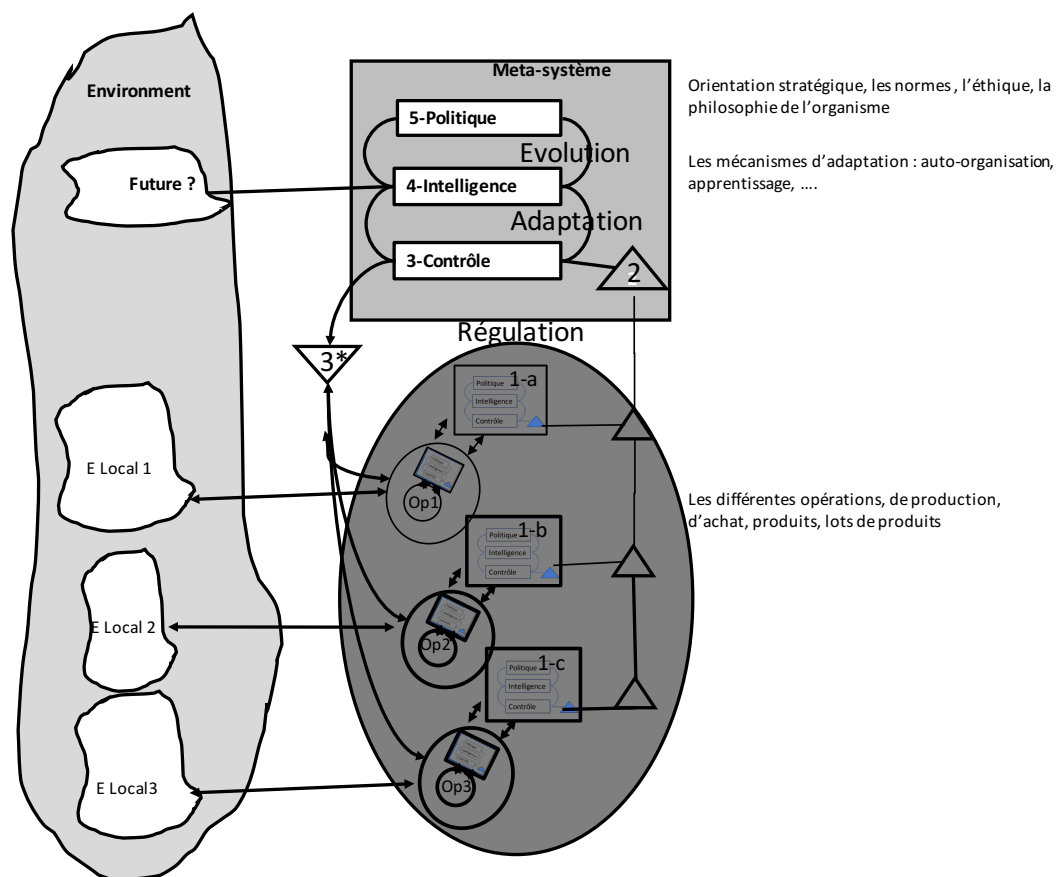 Meta-système
Environment
Orientation stratégique, les normes , l'éthique, la
philosophie de l'organisme
5-Politique
Evolution
Les mécanismes d'adaptation : auto-organisation,
apprentissage, ....
Future ?
4-Intelligence
Adaptation
3-Contrôle
2
Régulation
3*
1-a
Politique
Intelligence
Contrôle
E Local 1
Op1
Les différentes opérations, de production,
d'achat, produits, lots de produits
1-b
Politique
Intelligence
Contrôle
E Local 2
Op2
1-c
Politique
Intelligence
Contrôle
E Local3
Op3